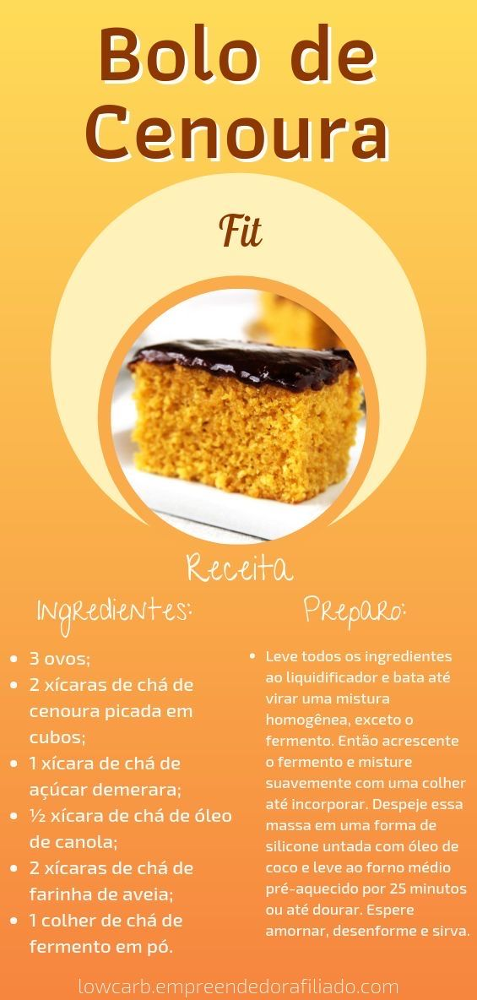 Bolo de
Cenoura
Fit
Receita
Ingredientes:
• 3 ovos;
• 2 xícaras de chá de
cenoura picada em
cubos;
• 1 xícara de chá de
açúcar demerara;
• ½ xícara de chá de óleo
de canola;
• 2 xícaras de chá de
farinha de aveia;
• 1 colher de chá de
fermento em pó.
Preparo:
• Leve todos os ingredientes
ao liquidificador e bata até
virar uma mistura
homogênea, exceto o
fermento. Então acrescente
o fermento e misture
suavemente com uma colher
até incorporar. Despeje essa
massa em uma forma de
silicone untada com óleo de
coco e leve ao forno médio
pré-aquecido por 25 minutos
ou até dourar. Espere
amornar, desenforme e sirva.
lowcarb.empreendedorafiliado.com